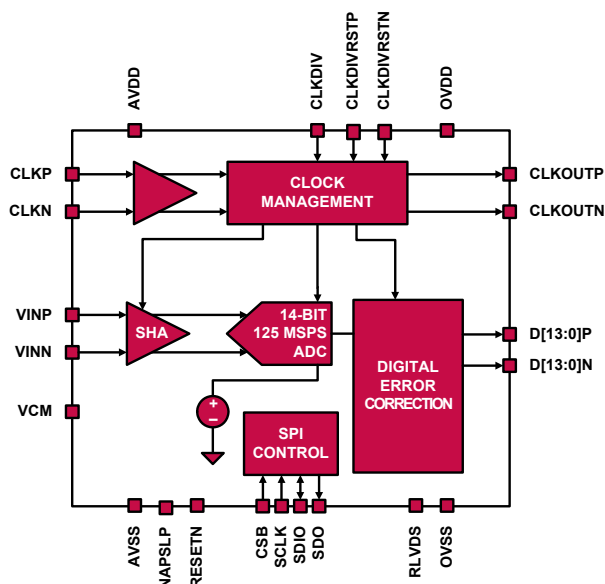 AVDD
CLKDIV
CLKDIVRSTP
CLKDIVRSTN
OVDD
CLKP
CLKN
CLOCK
MANAGEMENT
CLKOUTP
CLKOUTN
VINP
VINN
SHA
14-BIT
125 MSPS
ADC
DIGITAL
ERROR
CORRECTION
D[13:0]P
D[13:0]N
VCM
+
−
SPI
CONTROL
AVSS
NAPSLP
RESETN
CSB
SCLK
SDIO
SDO
RLVDS
OVSS